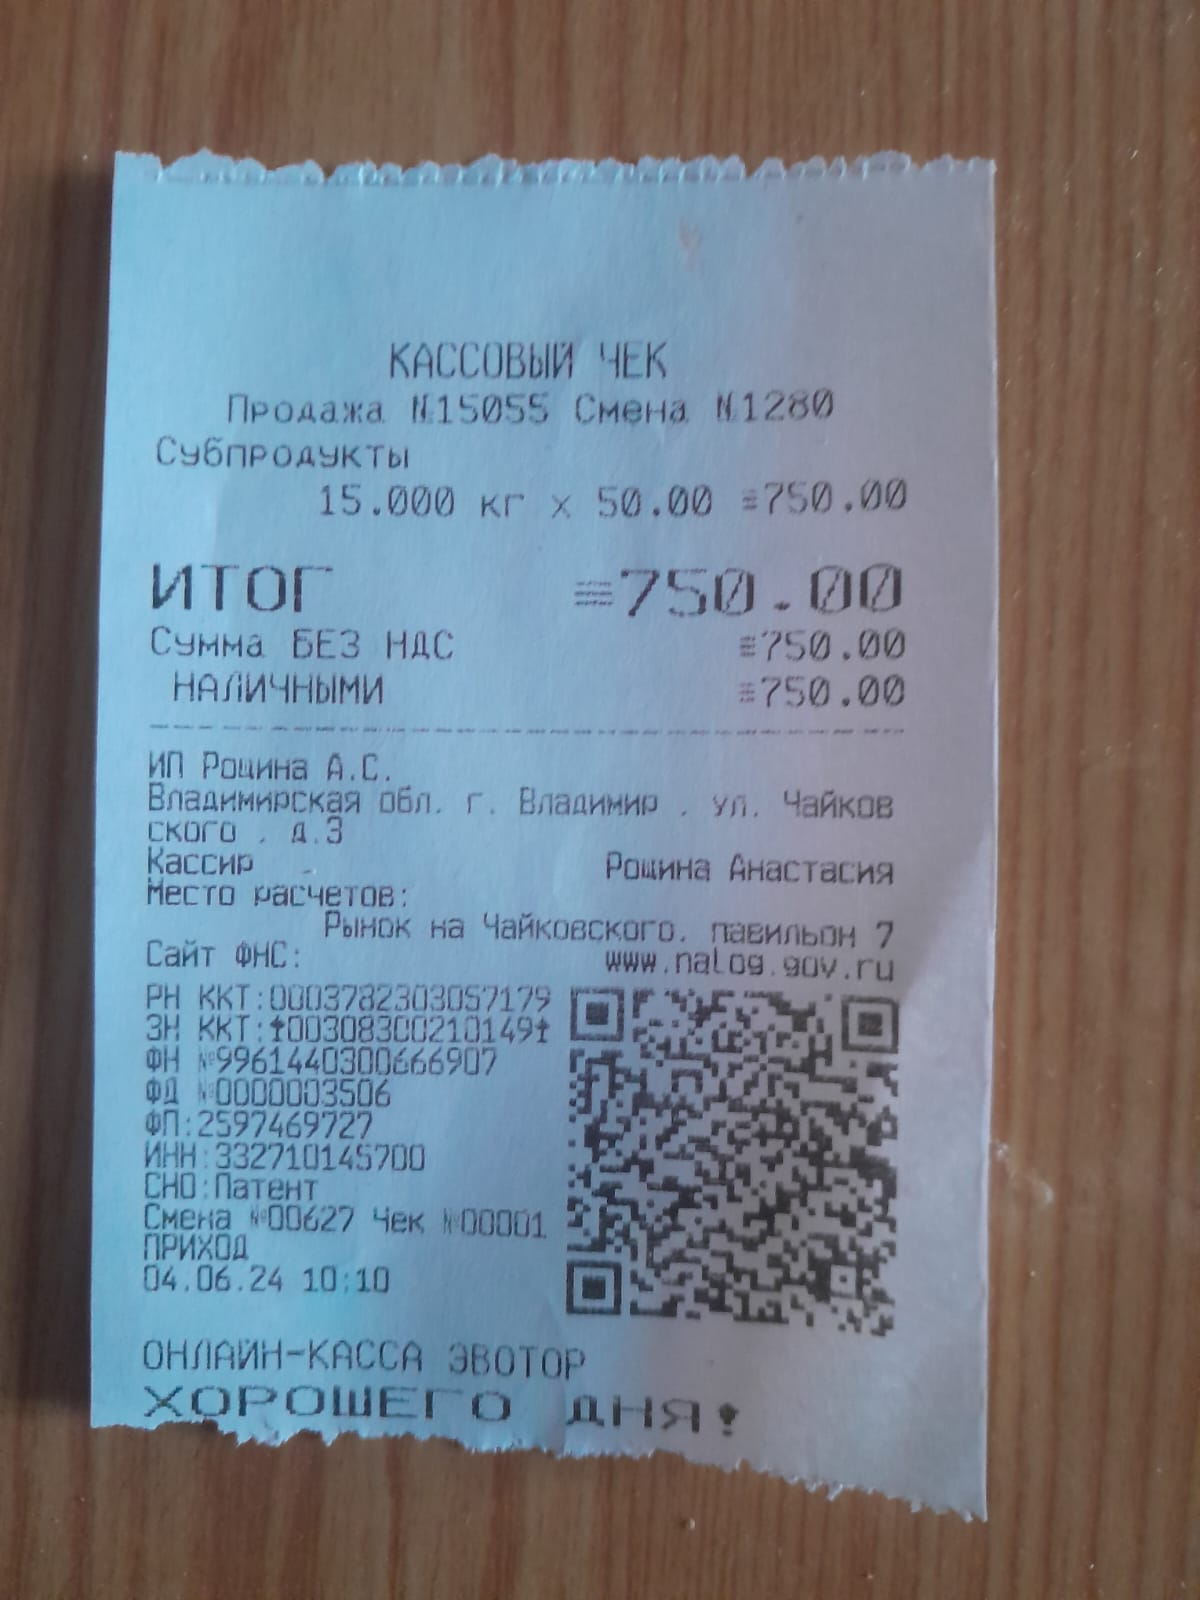 КАССОВЫЙ ЧЕК
Продажа №15055 Смена №1280
Субпродукты
15.000 кг x 50.00 ≡750.00
ИТОГ ≡750.00
Сумма БЕЗ НДС ≡750.00
НАЛИЧНЫМИ ≡750.00
ИП Рощина А.С.
Владимирская обл. г. Владимир , ул. Чайков
ского , д.3
Кассир Рощина Анастасия
Место расчетов:
Рынок на Чайковского, павильон 7
Сайт ФНС: www.nalog.gov.ru
РН ККТ:0003782303057179
ЗН ККТ:↑00308300210149↑
ФН №9961440300666907
ФД №0000003506
ФП:2597469727
ИНН:332710145700
СНО:Патент
Смена №00627 Чек №00001
ПРИХОД
04.06.24 10:10
ОНЛАЙН-КАССА ЭВОТОР
ХОРОШЕГО ДНЯ!